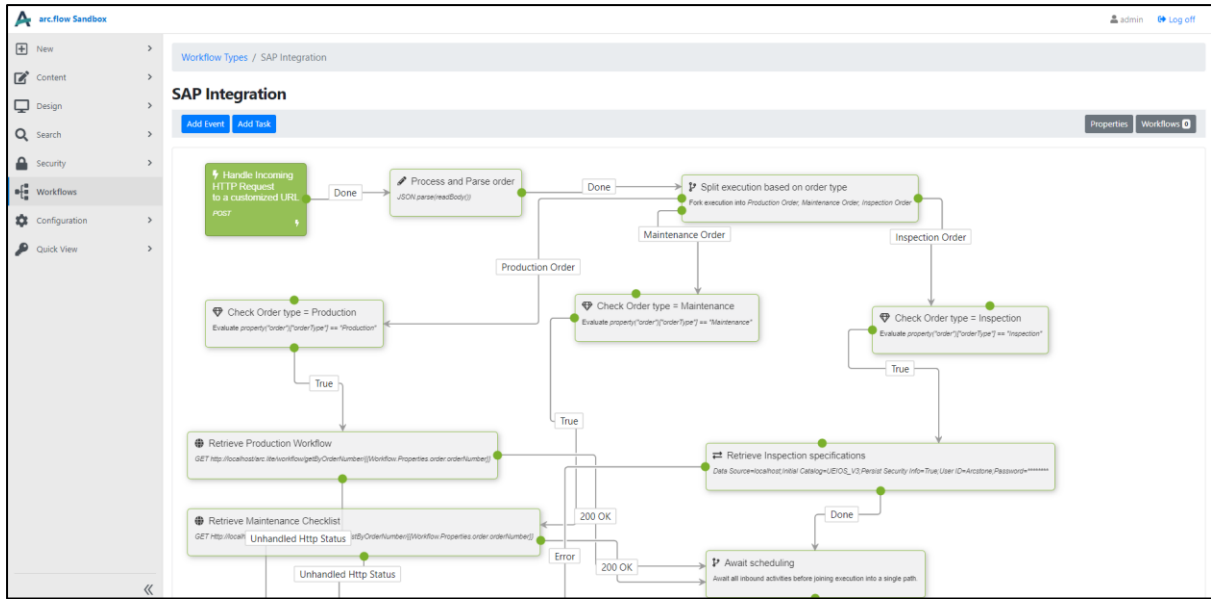 arc.flow Sandbox
admin
Log off
New
Content
Design
Search
Security
Workflows
Configuration
Quick View
Workflow Types / SAP Integration
SAP Integration
Add Event
Add Task
Properties
Workflows 0
Handle Incoming
HTTP Request
to a customized URL
POST
Done
Process and Parse order
JSON.parse(readBody())
Done
Split execution based on order type
Fork execution into Production Order, Maintenance Order, Inspection Order
Maintenance Order
Inspection Order
Production Order
Check Order type = Production
Evaluate property("order")["orderType"] == "Production"
Check Order type = Maintenance
Evaluate property("order")["orderType"] == "Maintenance"
Check Order type = Inspection
Evaluate property("order")["orderType"] == "Inspection"
True
True
True
Retrieve Production Workflow
GET http://localhost/arc.lite/workflow/getByOrderNumber/{{Workflow.Properties.order.orderNumber}}
Retrieve Inspection specifications
Data Source=localhost;Initial Catalog=UEIOS_V3;Persist Security Info=True;User ID=Arcstone;Password=********
Retrieve Maintenance Checklist
GET http://localh
stByOrderNumber/{{Workflow.Properties.order.orderNumber}}
Unhandled Http Status
200 OK
Done
Error
200 OK
Unhandled Http Status
Await scheduling
Await all inbound activities before joining execution into a single path.